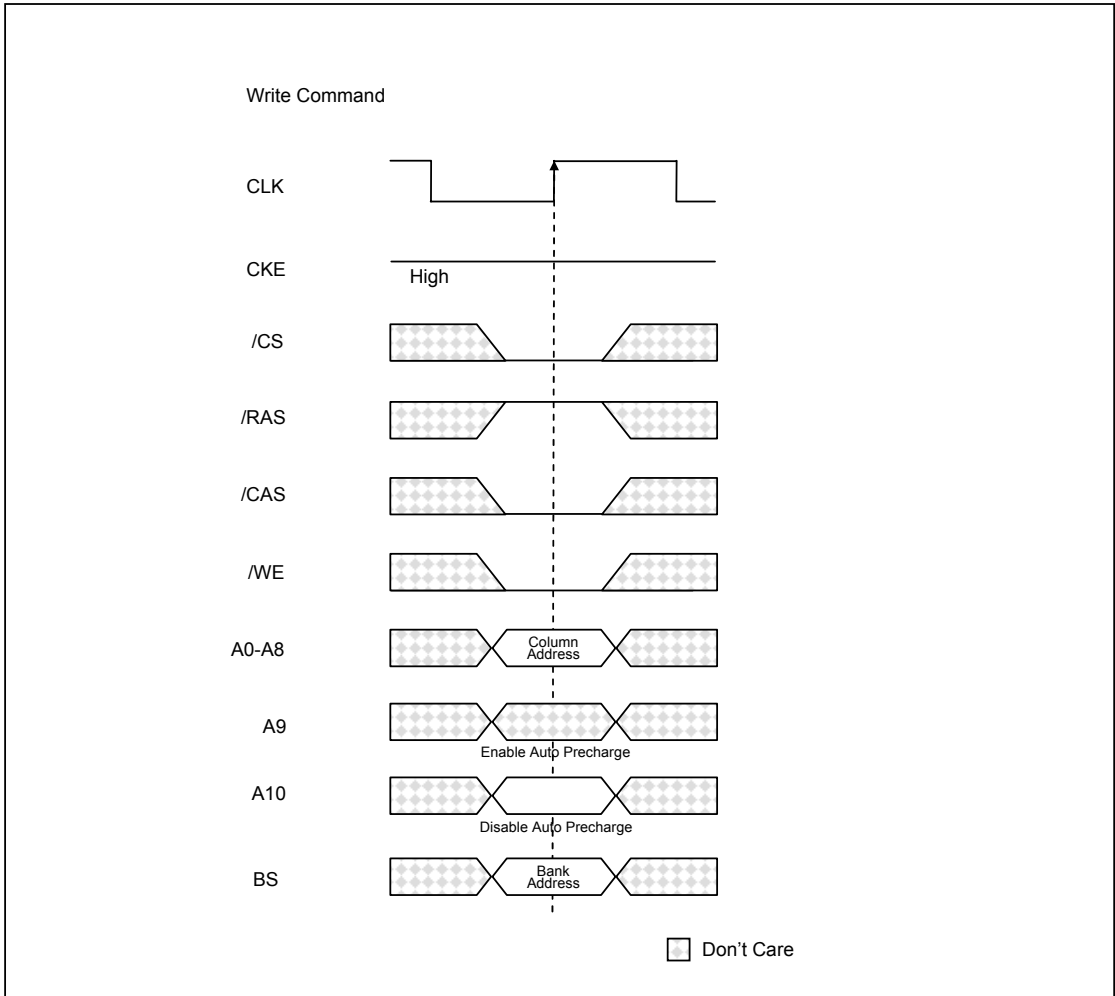 Write Command
CLK
CKE
High
/CS
/RAS
/CAS
/WE
A0-A8
Column
Address
A9
Enable Auto Precharge
A10
Disable Auto Precharge
BS
Bank
Address
Don't Care